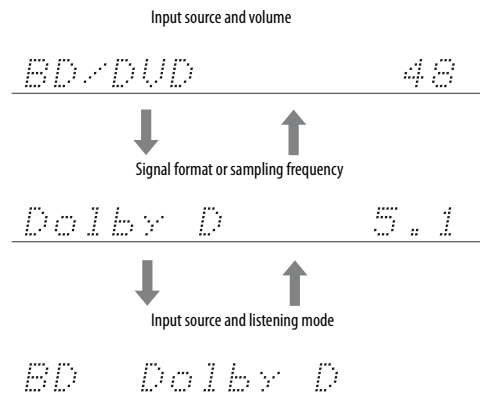 Input source and volume
BD/DVD 48
Signal format or sampling frequency
Dolby D 5.1
Input source and listening mode
BD Dolby D